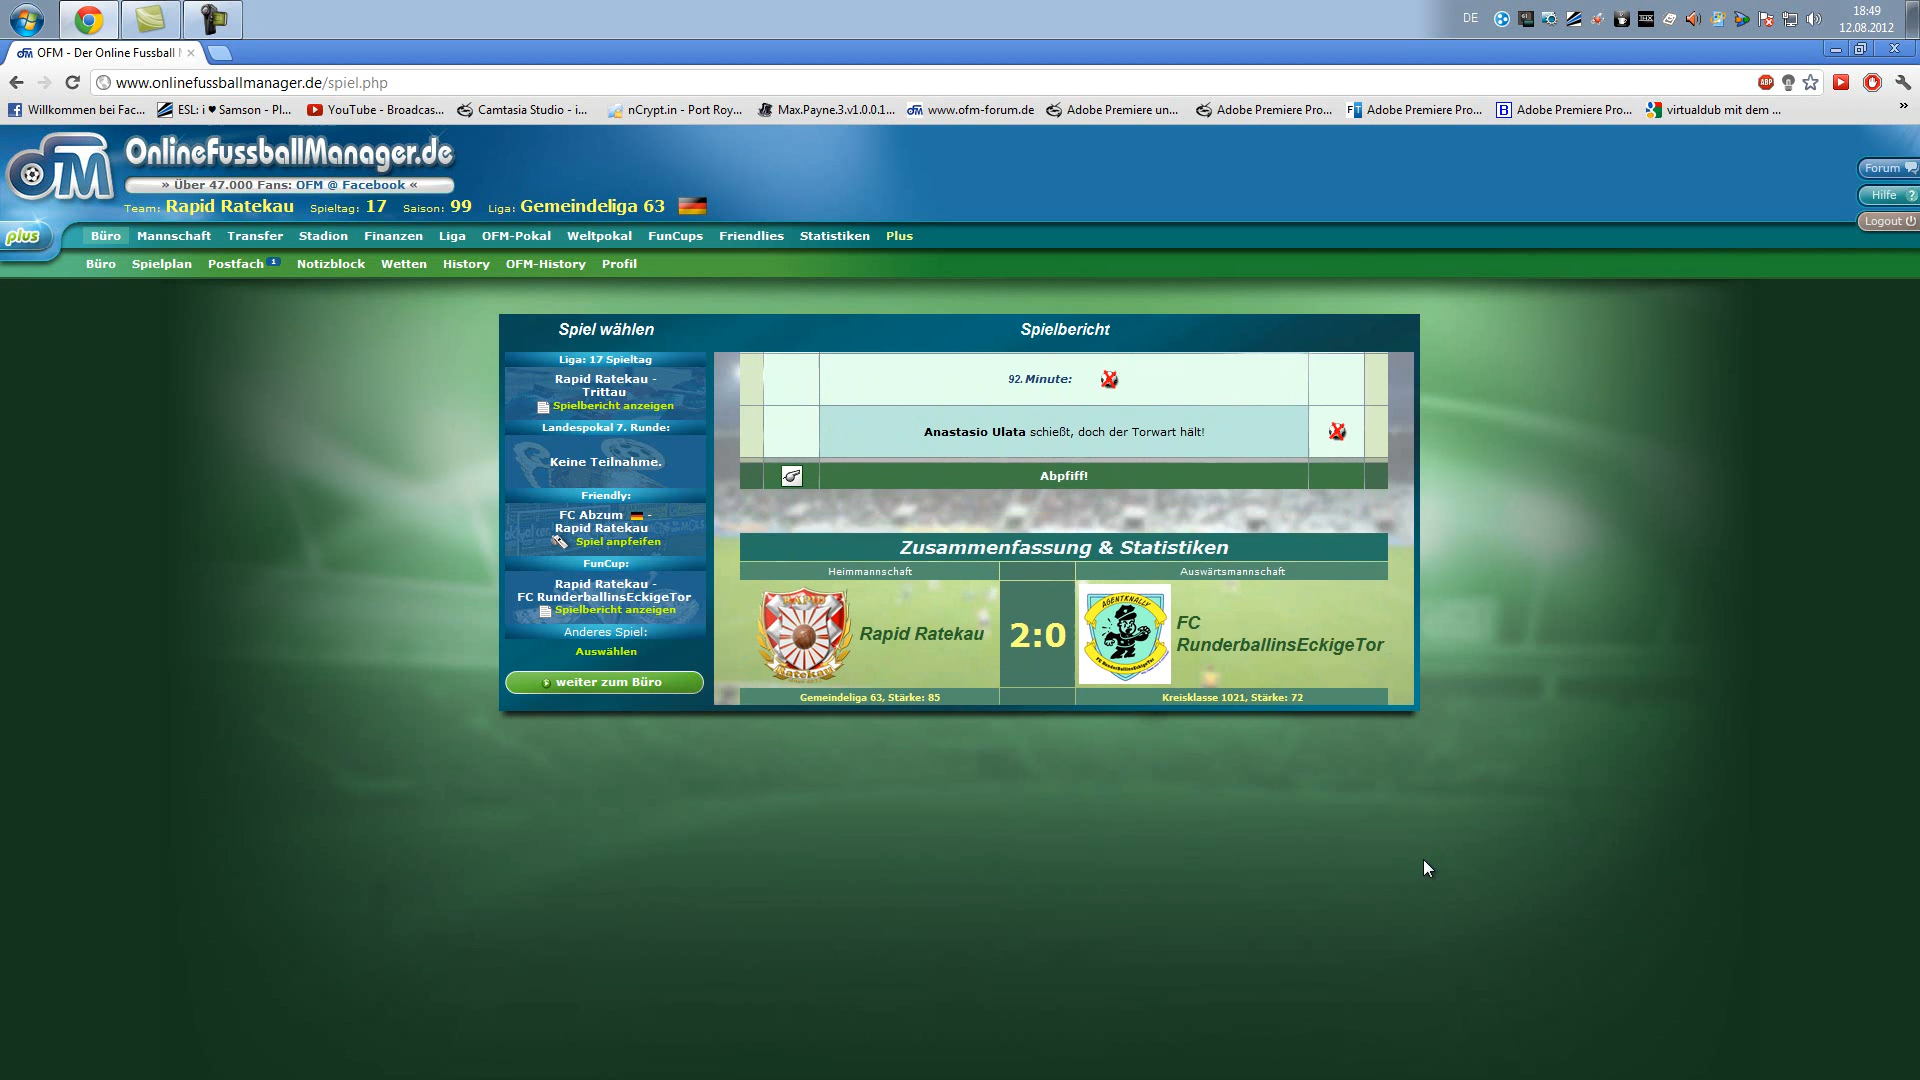 DE
18:49
12.08.2012
OFM - Der Online Fussball M
www.onlinefussballmanager.de/spiel.php
ABP
Willkommen bei Fac...
ESL: i ♥ Samson - Pl...
YouTube - Broadcas...
Camtasia Studio - i...
nCrypt.in - Port Roy...
Max.Payne.3.v1.0.0.1...
www.ofm-forum.de
Adobe Premiere un...
Adobe Premiere Pro...
Adobe Premiere Pro...
Adobe Premiere Pro...
virtualdub mit dem ...
OFM
OnlineFussballManager.de
» Über 47.000 Fans: OFM @ Facebook «
Team: Rapid Ratekau Spieltag: 17 Saison: 99 Liga: Gemeindeliga 63
Forum
Hilfe ?
Logout
plus
Büro Mannschaft Transfer Stadion Finanzen Liga OFM-Pokal Weltpokal FunCups Friendlies Statistiken Plus
Büro Spielplan Postfach 1 Notizblock Wetten History OFM-History Profil
Spiel wählen
Liga: 17 Spieltag
Rapid Ratekau -
Trittau
Spielbericht anzeigen
Landespokal 7. Runde:
Keine Teilnahme.
Friendly:
FC Abzum -
Rapid Ratekau
Spiel anpfeifen
FunCup:
Rapid Ratekau -
FC RunderballinsEckigeTor
Spielbericht anzeigen
Anderes Spiel:
Auswählen
weiter zum Büro
Spielbericht
92. Minute:
Anastasio Ulata schießt, doch der Torwart hält!
Abpfiff!
Zusammenfassung & Statistiken
Heimmannschaft
Auswärtsmannschaft
RAPID
Ratekau
Rapid Ratekau
2:0
AGENTKNALLY
FC RunderBallinsEckigeTor
FC
RunderballinsEckigeTor
Gemeindeliga 63, Stärke: 85
Kreisklasse 1021, Stärke: 72